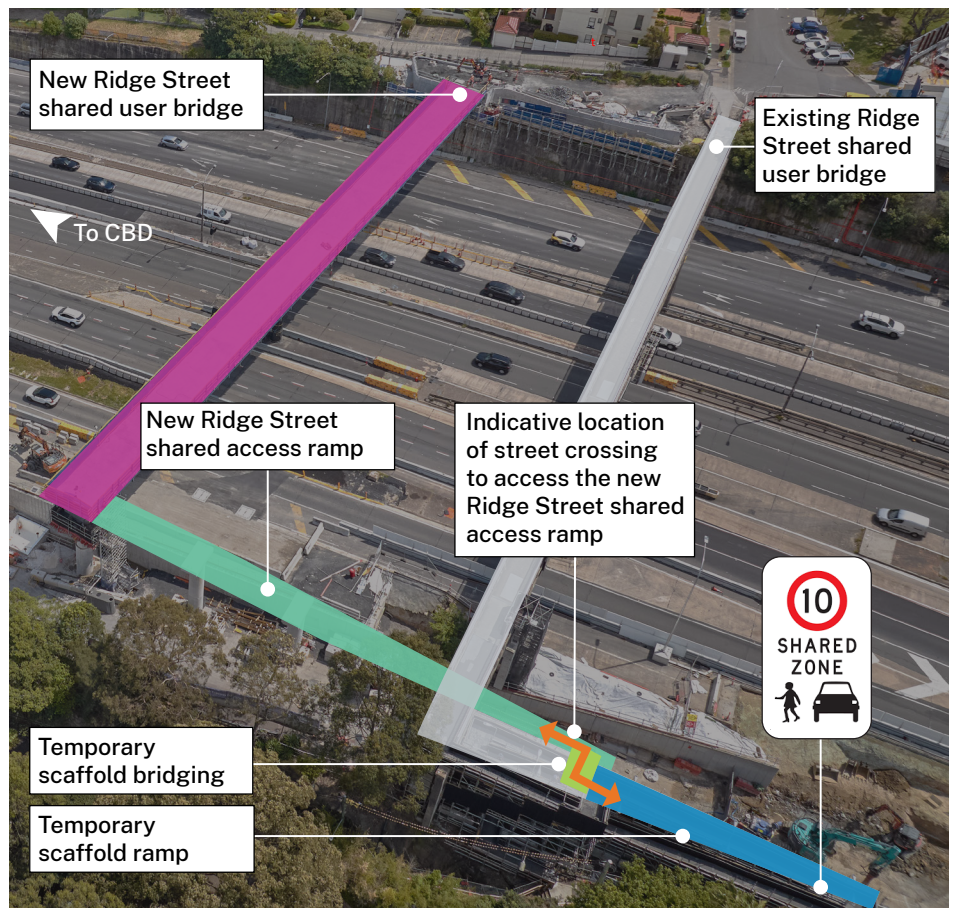 New Ridge Street
shared user bridge
Existing Ridge
Street shared
user bridge
To CBD
New Ridge Street
shared access ramp
Indicative location
of street crossing
to access the new
Ridge Street shared
access ramp
10
SHARED
ZONE
Temporary
scaffold bridging
Temporary
scaffold ramp